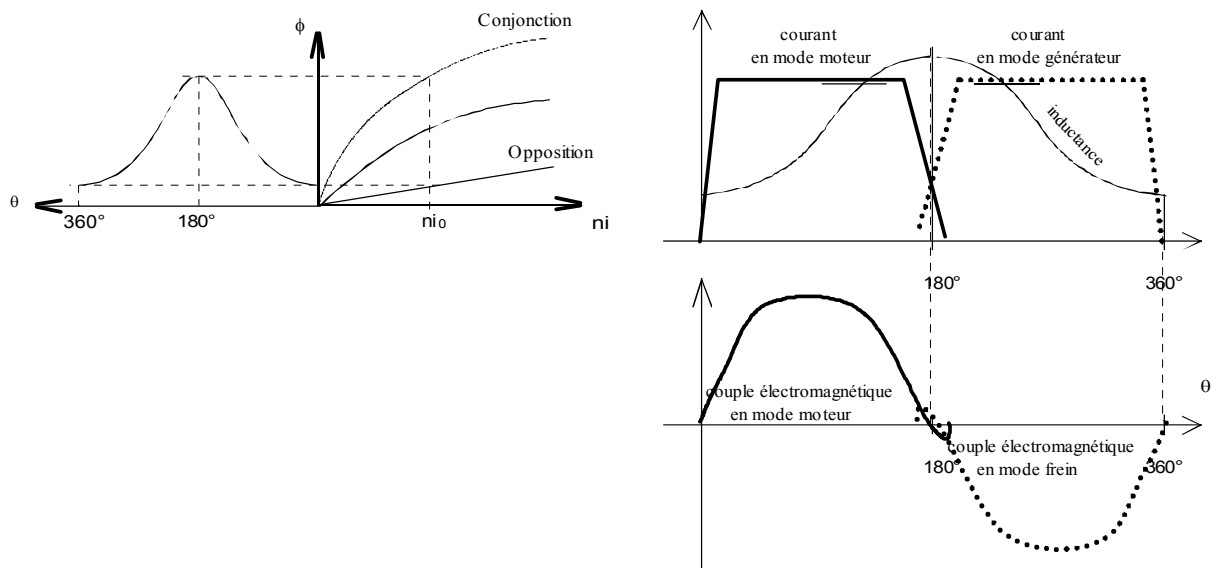 ϕ
Conjonction
Opposition
θ
360°
180°
ni₀
ni
courant
en mode moteur
courant
en mode générateur
inductance
180°
360°
couple électromagnétique
en mode moteur
θ
couple électromagnétique
en mode frein
180°
360°